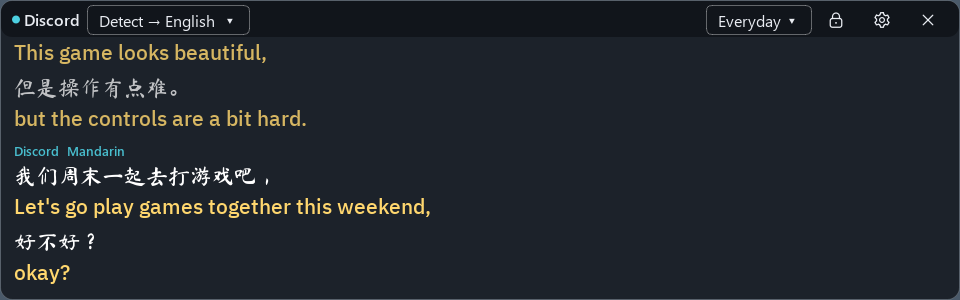 Discord Detect → English Everyday
This game looks beautiful,
但是操作有点难。
but the controls are a bit hard.
Discord Mandarin
我们周末一起去打游戏吧，
Let's go play games together this weekend,
好不好？
okay?